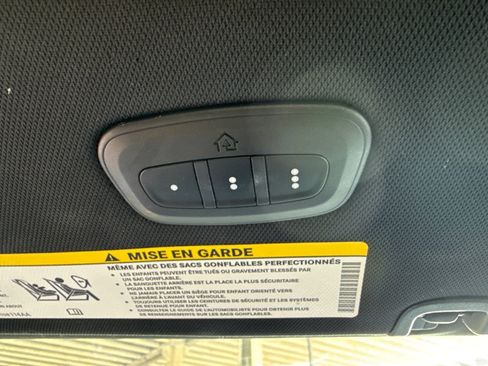 MISE EN GARDE
MÊME AVEC DES SACS GONFLABLES PERFECTIONNÉS
• LES ENFANTS PEUVENT ÊTRE TUÉS OU GRAVEMENT BLESSÉS PAR
UN SAC GONFLABLE.
• LA BANQUETTE ARRIÈRE EST LA PLACE LA PLUS SÉCURITAIRE
POUR LES ENFANTS.
• NE JAMAIS PLACER UN SIÈGE POUR ENFANT ORIENTÉ VERS
L'ARRIÈRE À L'AVANT DU VÉHICULE.
• TOUJOURS UTILISER LES CEINTURES DE SÉCURITÉ ET LES SYSTÈMES
DE RETENUE POUR ENFANTS.
• CONSULTER LE GUIDE DE L'AUTOMOBILISTE POUR OBTENIR PLUS
DE RENSEIGNEMENTS SUR LES SACS GONFLABLES.
ABOUT